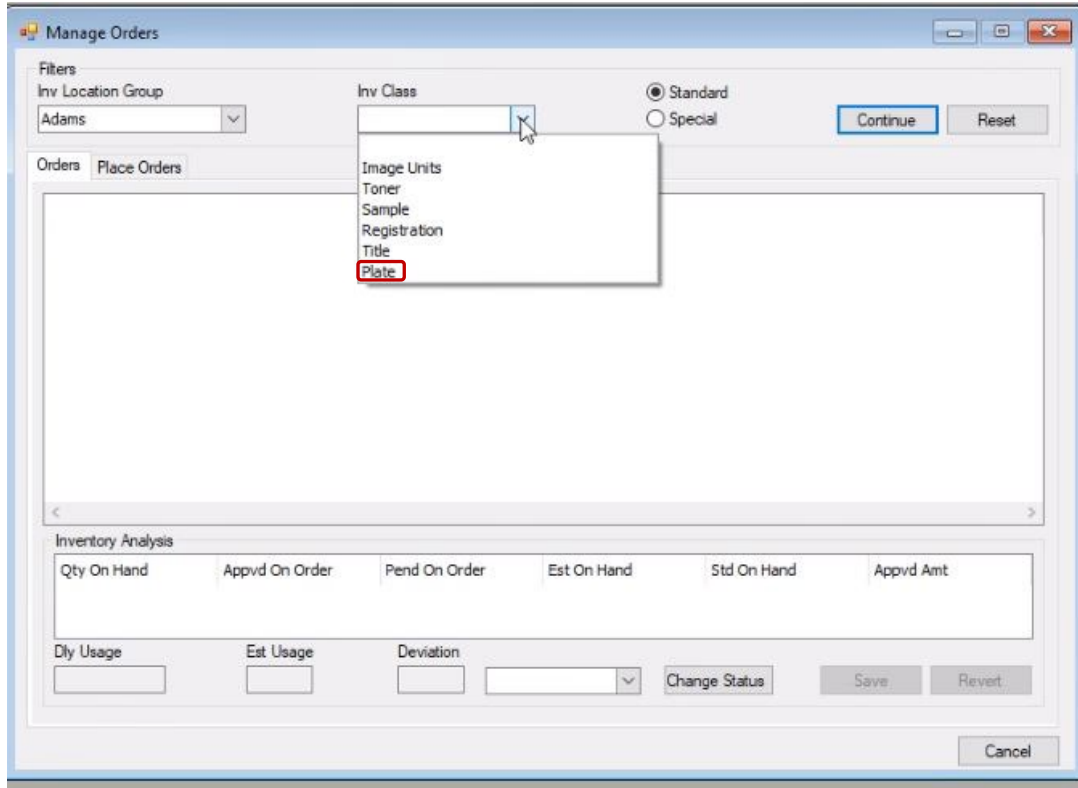 Manage Orders
Filters
Inv Location Group
Inv Class
Adams
Standard
Special
Continue
Reset
Orders
Place Orders
Image Units
Toner
Sample
Registration
Title
Plate
Inventory Analysis
Qty On Hand Appvd On Order Pend On Order Est On Hand Std On Hand Appvd Amt
Dly Usage Est Usage Deviation
Change Status
Save
Revert
Cancel